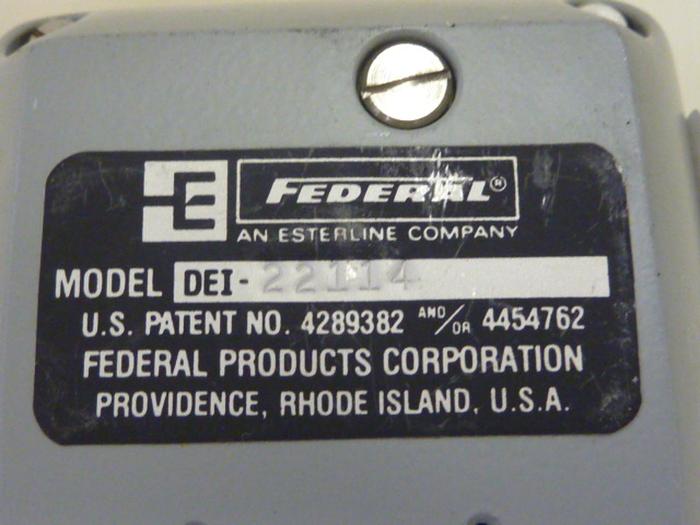 FEDERAL®
AN ESTERLINE COMPANY
MODEL DEI-22114
U.S. PATENT NO. 4289382 AND/OR 4454762
FEDERAL PRODUCTS CORPORATION
PROVIDENCE, RHODE ISLAND, U.S.A.